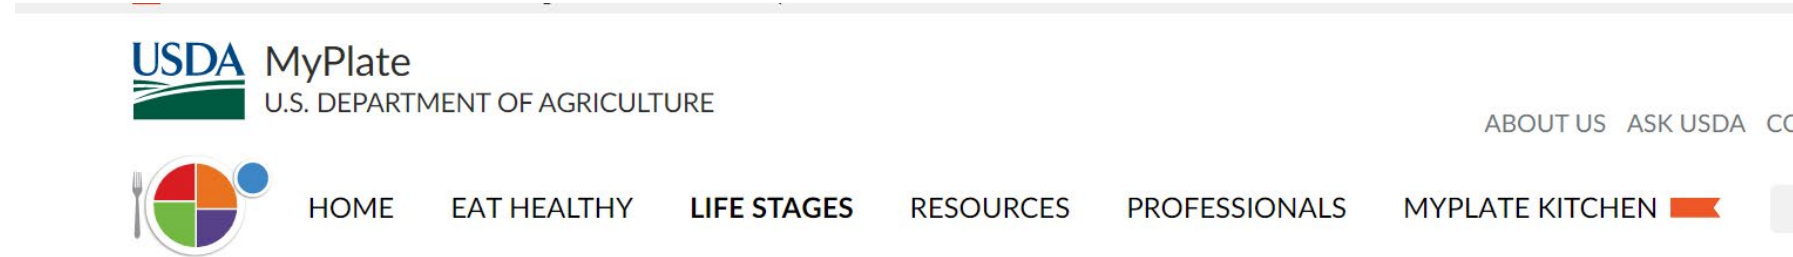 USDA
MyPlate
U.S. DEPARTMENT OF AGRICULTURE
ABOUT US ASK USDA
HOME EAT HEALTHY LIFE STAGES RESOURCES PROFESSIONALS MYPLATE KITCHEN